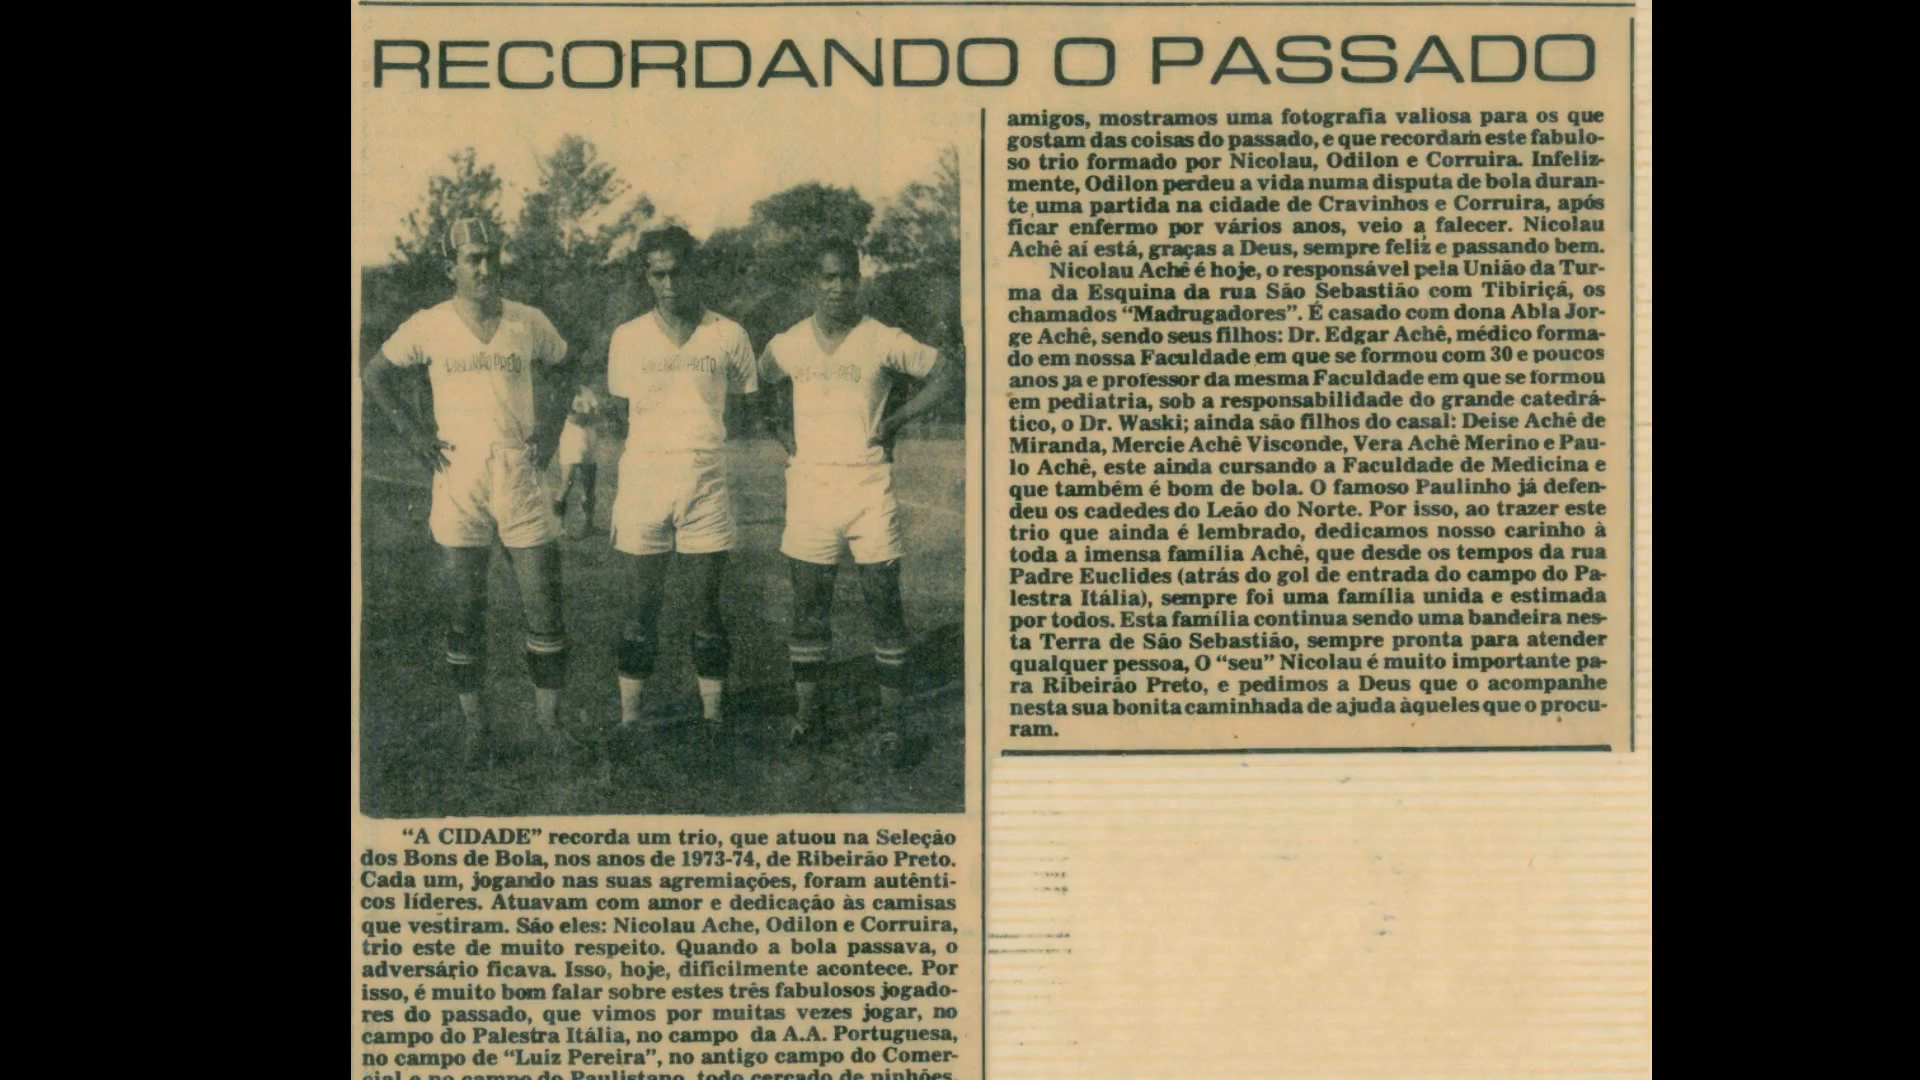 RECORDANDO O PASSADO
RIBEIRÃO PRETO
"A CIDADE" recorda um trio, que atuou na Seleção
dos Bons de Bola, nos anos de 1973-74, de Ribeirão Preto.
Cada um, jogando nas suas agremiações, foram autênti-
cos líderes. Atuavam com amor e dedicação às camisas
que vestiram. São eles: Nicolau Ache, Odilon e Corruira,
trio este de muito respeito. Quando a bola passava, o
adversário ficava. Isso, hoje, dificilmente acontece. Por
isso, é muito bom falar sobre estes três fabulosos jogado-
res do passado, que vimos por muitas vezes jogar, no
campo do Palestra Itália, no campo da A.A. Portuguesa,
no campo de "Luiz Pereira", no antigo campo do Comer-
cial e no campo do Paulistano, todo cercado de pinhões.
amigos, mostramos uma fotografia valiosa para os que
gostam das coisas do passado, e que recordam este fabulo-
so trio formado por Nicolau, Odilon e Corruira. Infeliz-
mente, Odilon perdeu a vida numa disputa de bola duran-
te uma partida na cidade de Cravinhos e Corruira, após
ficar enfermo por vários anos, veio a falecer. Nicolau
Achê aí está, graças a Deus, sempre feliz e passando bem.
Nicolau Achê é hoje, o responsável pela União da Tur-
ma da Esquina da rua São Sebastião com Tibiriçá, os
chamados "Madrugadores". É casado com dona Abla Jor-
ge Achê, sendo seus filhos: Dr. Edgar Achê, médico forma-
do em nossa Faculdade em que se formou com 30 e poucos
anos ja e professor da mesma Faculdade em que se formou
em pediatria, sob a responsabilidade do grande catedrá-
tico, o Dr. Waski; ainda são filhos do casal: Deise Achê de
Miranda, Mercie Achê Visconde, Vera Achê Merino e Pau-
lo Achê, este ainda cursando a Faculdade de Medicina e
que também é bom de bola. O famoso Paulinho já defen-
deu os cadedes do Leão do Norte. Por isso, ao trazer este
trio que ainda é lembrado, dedicamos nosso carinho à
toda a imensa família Achê, que desde os tempos da rua
Padre Euclides (atrás do gol de entrada do campo do Pa-
lestra Itália), sempre foi uma família unida e estimada
por todos. Esta família continua sendo uma bandeira nes-
ta Terra de São Sebastião, sempre pronta para atender
qualquer pessoa, O "seu" Nicolau é muito importante pa-
ra Ribeirão Preto, e pedimos a Deus que o acompanhe
nesta sua bonita caminhada de ajuda àqueles que o procu-
ram.